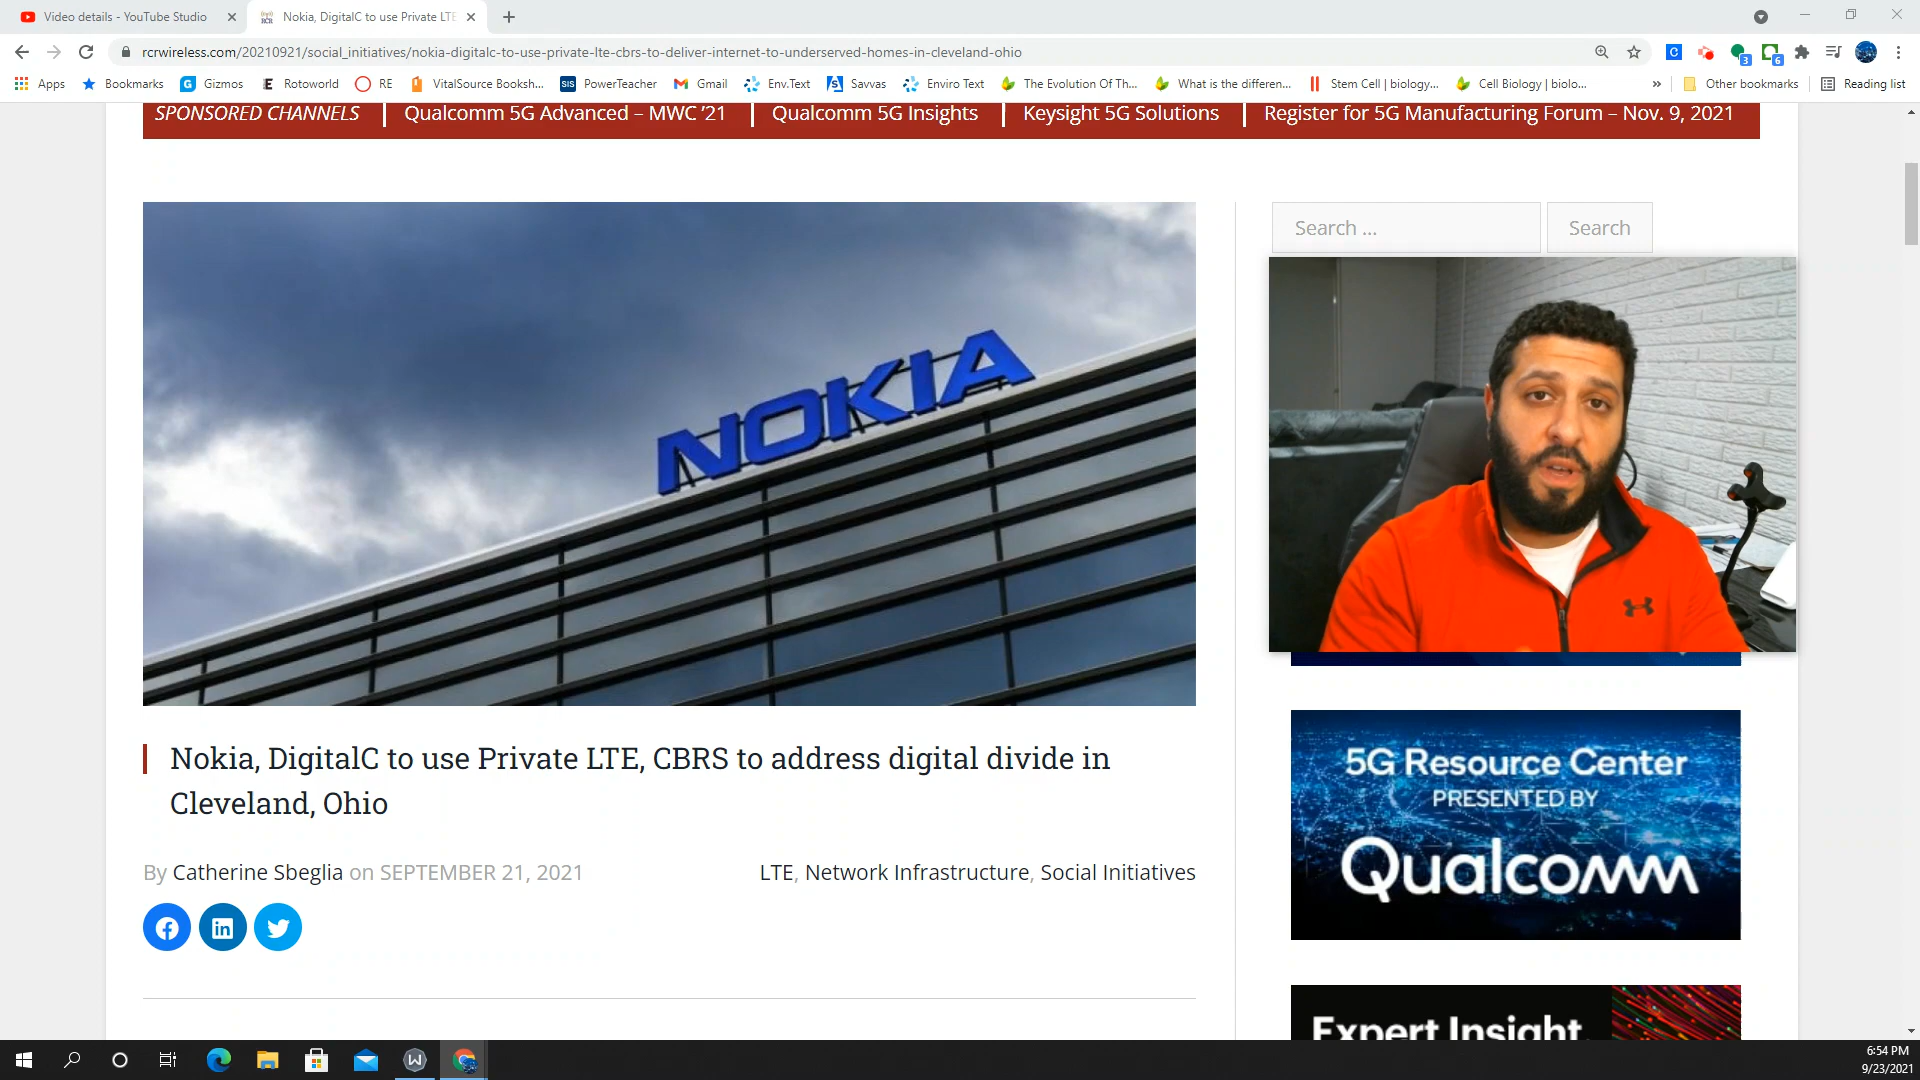 Video details - YouTube Studio
Nokia, DigitalC to use Private LTE
rcrwireless.com/20210921/social_initiatives/nokia-digitalc-to-use-private-lte-cbrs-to-deliver-internet-to-underserved-homes-in-cleveland-ohio
3
6
Apps
Bookmarks
Gizmos
Rotoworld
RE
VitalSource Booksh...
SIS
PowerTeacher
Gmail
Env.Text
Savvas
Enviro Text
The Evolution Of Th...
What is the differen...
Stem Cell | biology...
Cell Biology | biolo...
»
Other bookmarks
Reading list
SPONSORED CHANNELS
Qualcomm 5G Advanced – MWC '21
Qualcomm 5G Insights
Keysight 5G Solutions
Register for 5G Manufacturing Forum – Nov. 9, 2021
NOKIA
Search ...
Search
Nokia, DigitalC to use Private LTE, CBRS to address digital divide in
Cleveland, Ohio
By Catherine Sbeglia on SEPTEMBER 21, 2021
LTE, Network Infrastructure, Social Initiatives
5G Resource Center
PRESENTED BY
Qualcomm
Expert Insight
6:54 PM
9/23/2021